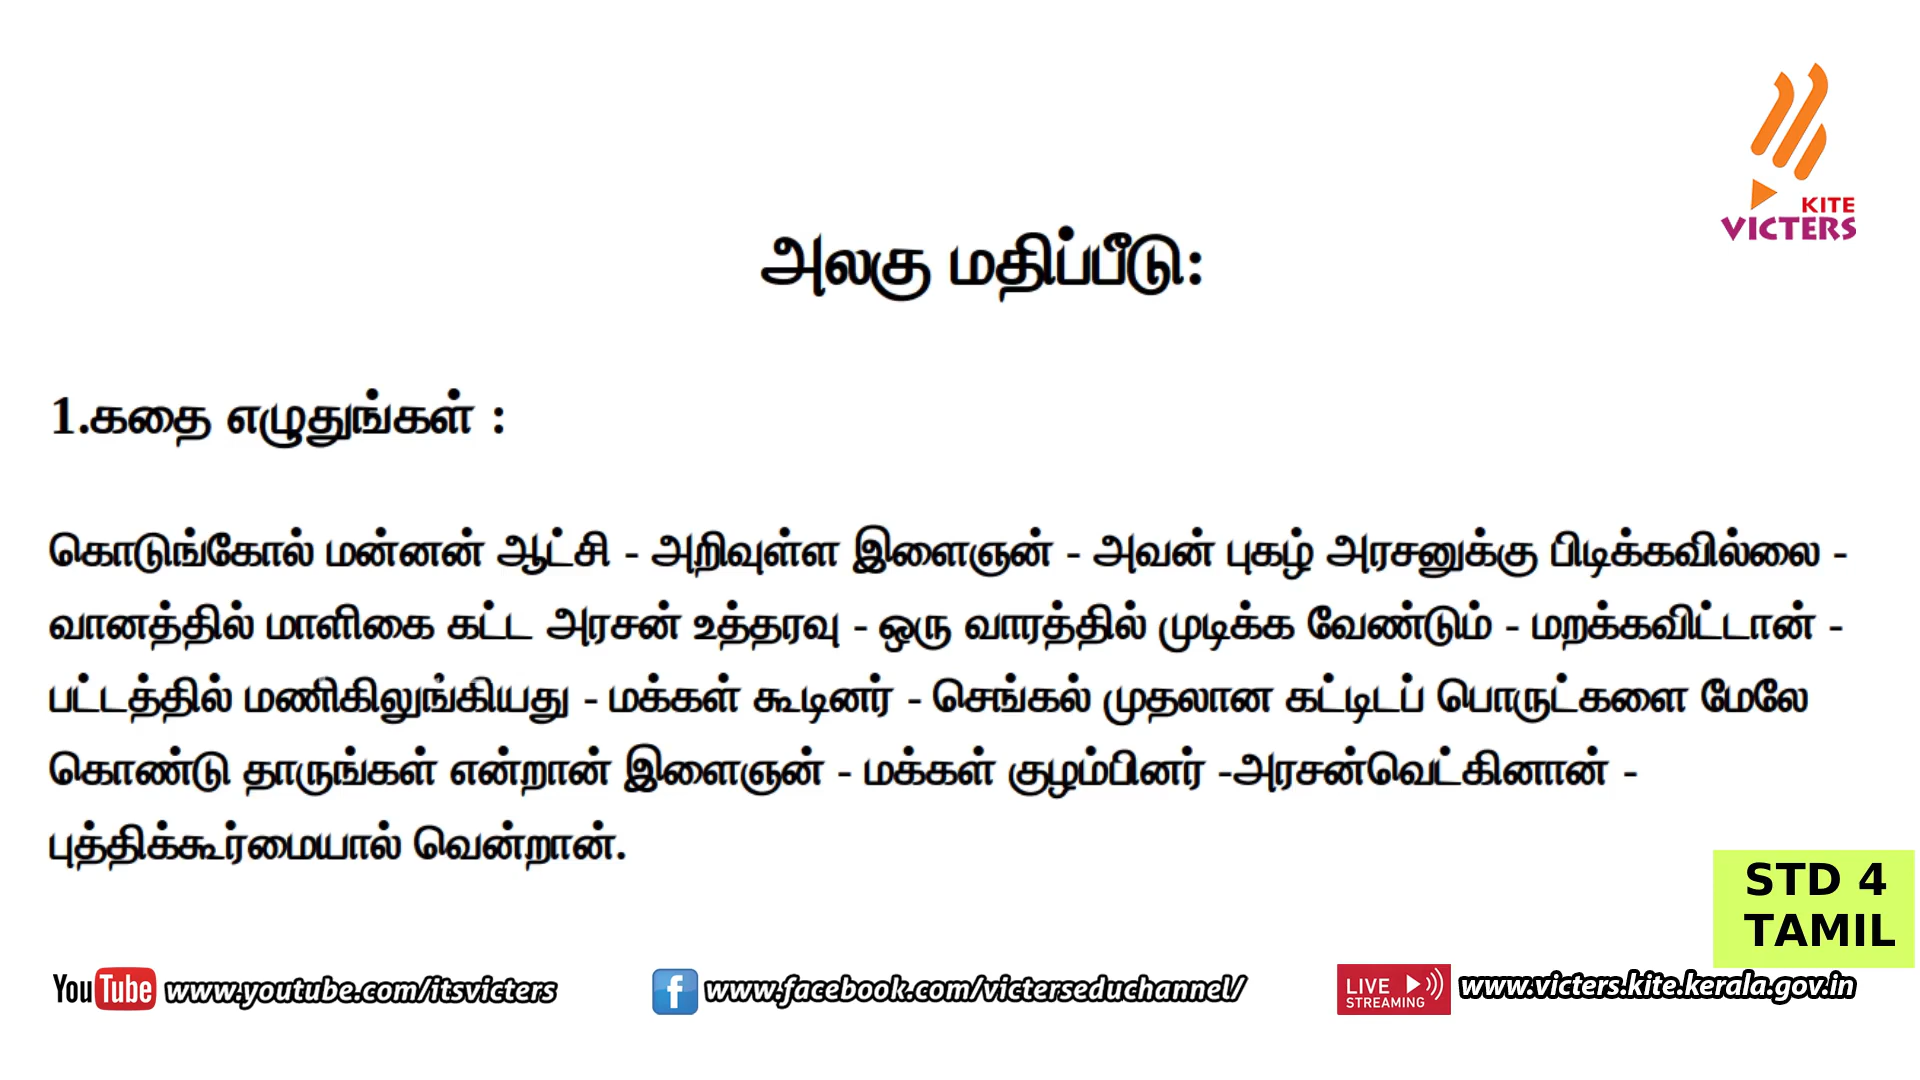 KITE
VICTERS
அலகு மதிப்பீடு:
1.கதை எழுதுங்கள் :
கொடுங்கோல் மன்னன் ஆட்சி - அறிவுள்ள இளைஞன் - அவன் புகழ் அரசனுக்கு பிடிக்கவில்லை -
வானத்தில் மாளிகை கட்ட அரசன் உத்தரவு - ஒரு வாரத்தில் முடிக்க வேண்டும் - மறக்கவிட்டான் -
பட்டத்தில் மணிகிலுங்கியது - மக்கள் கூடினர் - செங்கல் முதலான கட்டிடப் பொருட்களை மேலே
கொண்டு தாருங்கள் என்றான் இளைஞன் - மக்கள் குழம்பினர் -அரசன்வெட்கினான் -
புத்திக்கூர்மையால் வென்றான்.
STD 4
TAMIL
YouTube www.youtube.com/itsvicters
f www.facebook.com/victerseduchannel/
LIVE STREAMING www.victers.kite.kerala.gov.in